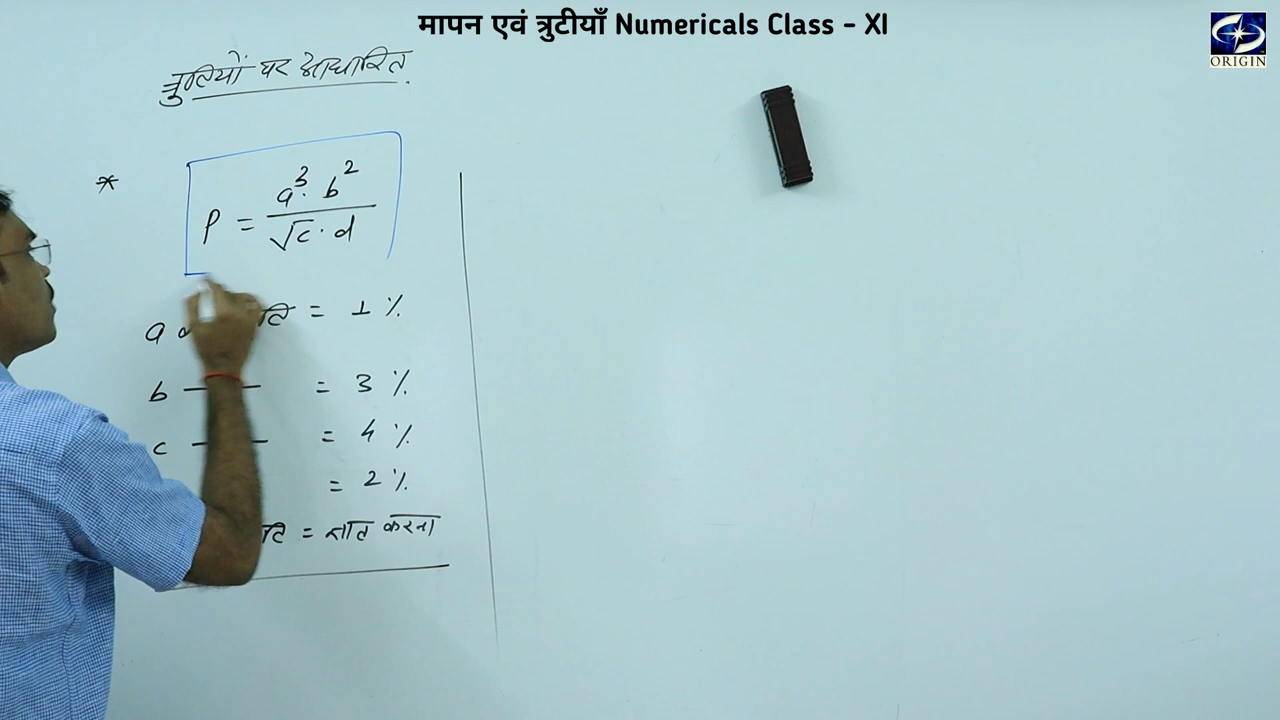 मापन एवं त्रुटीयाँ Numericals Class - XI
ORIGIN
त्रुटियों पर आधारित
*
P = a³· b² / √c · d
a = 1 %
b — = 3 %
c — = 4 %
= 2 %
= ज्ञात करना